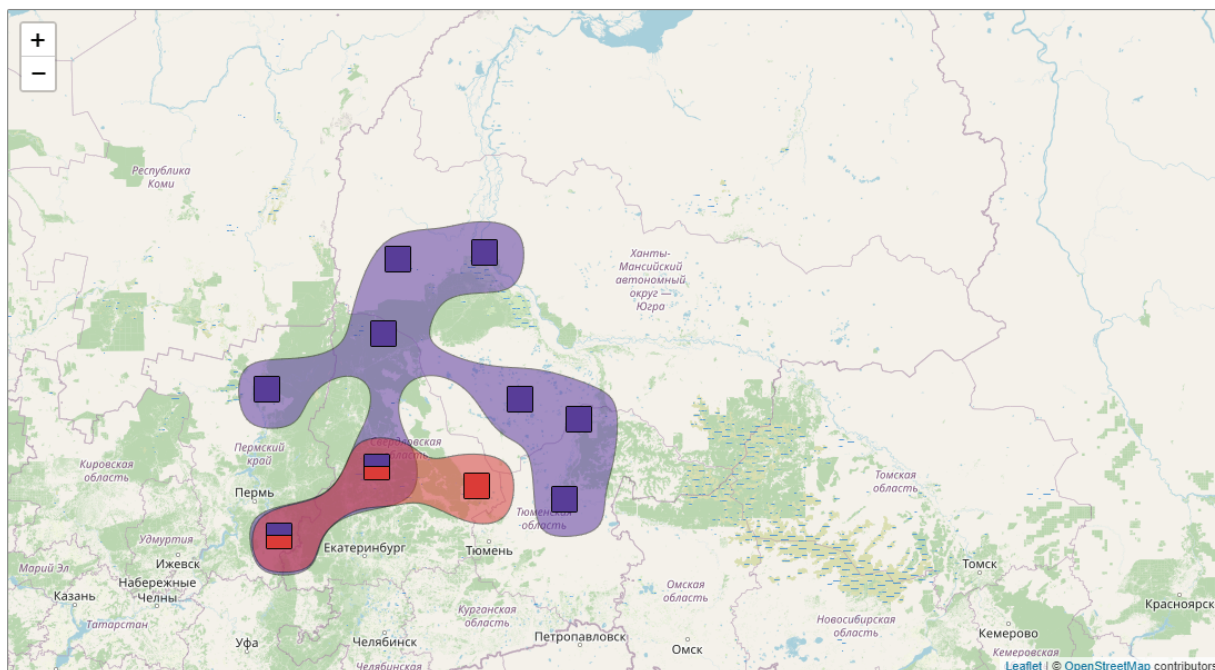 +
−
Республика
Коми
Ханты-
Мансийский
автономный
округ —
Югра
Свердловская
область
Пермский
край
Кировская
область
Томская
область
Пермь
Тюменская
область
Удмуртия
Екатеринбург
Тюмень
Ижевск
Марий Эл
Набережные
Челны
Казань
Томск
Омская
область
Красноярск
Курганская
область
Татарстан
Новосибирская
область
Уфа
Челябинск
Петропавловск
Омск
Кемерово
Челябинская
Кемеровская
Leaflet | © OpenStreetMap contributors